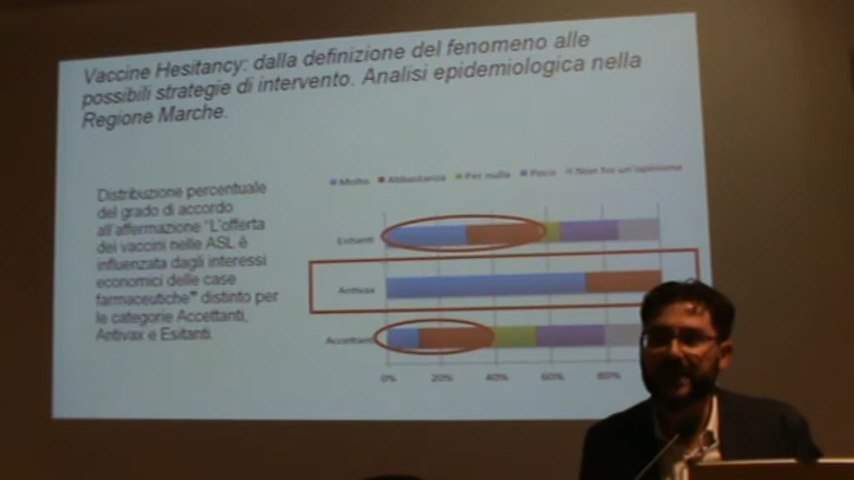 Vaccine Hesitancy: dalla definizione del fenomeno alle
possibili strategie di intervento. Analisi epidemiologica nella
Regione Marche.
Distribuzione percentuale
del grado di accordo
all'affermazione "L'offerta
dei vaccini nelle ASL è
influenzata dagli interessi
economici delle case
farmaceutiche" distinto per
le categorie Accettanti,
Antivax e Esitanti.
Molto Abbastanza Per nulla Poco Non ho un'opinione
Esitanti
Antivax
Accettanti
0% 20% 40% 60% 80%